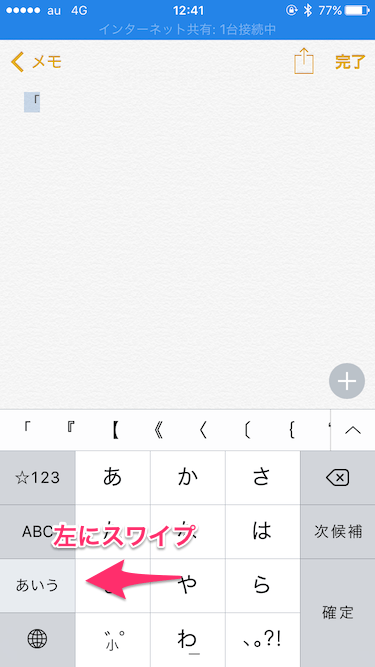 au 4G 12:41 77%
インターネット共有: 1台接続中
メモ 完了
「
「 『 【 《 〈 〔 {
☆123 あ か さ
ABC は 次候補
左にスワイプ
あいう や ら
小 わ 、。?! 確定